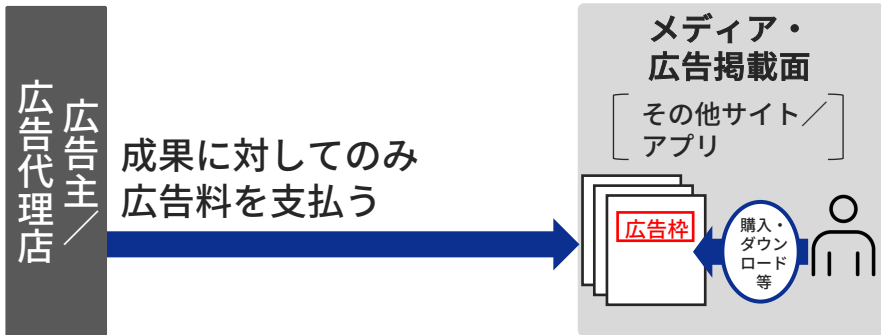 広告主／
広告代理店
成果に対してのみ
広告料を支払う
メディア・
広告掲載面
その他サイト／
アプリ
広告枠
購入・
ダウン
ロード
等